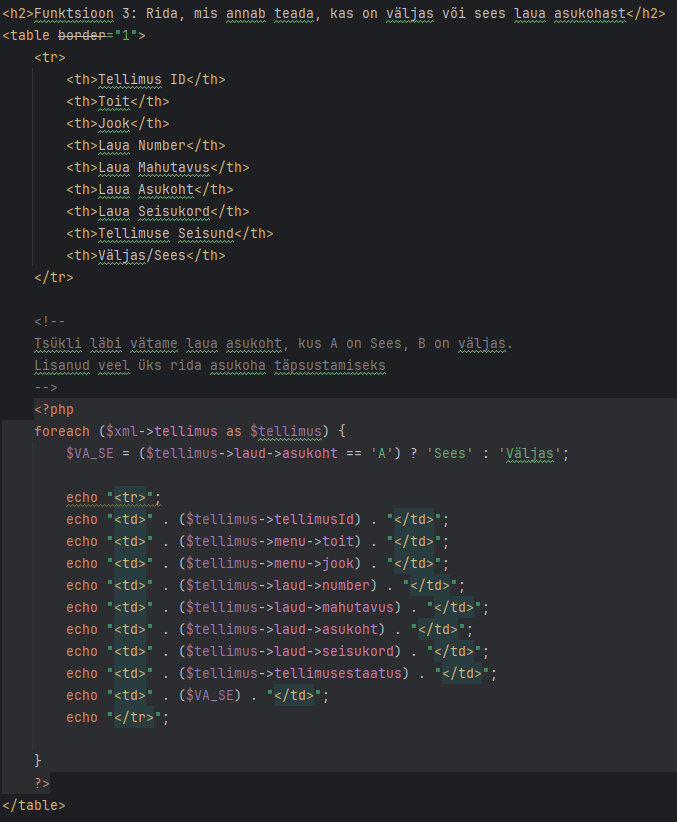 <h2>Funktsioon 3: Rida, mis annab teada, kas on väljas või sees laua asukohast</h2>
<table border="1">
    <tr>
        <th>Tellimus ID</th>
        <th>Toit</th>
        <th>Jook</th>
        <th>Laua Number</th>
        <th>Laua Mahutavus</th>
        <th>Laua Asukoht</th>
        <th>Laua Seisukord</th>
        <th>Tellimuse Seisund</th>
        <th>Väljas/Sees</th>
    </tr>

    <!--
    Tsükli läbi vätame laua asukoht, kus A on Sees, B on väljas.
    Lisanud veel üks rida asukoha täpsustamiseks
    -->
    <?php
    foreach ($xml->tellimus as $tellimus) {
        $VA_SE = ($tellimus->laud->asukoht == 'A') ? 'Sees' : 'Väljas';

        echo "<tr>";
        echo "<td>" . ($tellimus->tellimusId) . "</td>";
        echo "<td>" . ($tellimus->menu->toit) . "</td>";
        echo "<td>" . ($tellimus->menu->jook) . "</td>";
        echo "<td>" . ($tellimus->laud->number) . "</td>";
        echo "<td>" . ($tellimus->laud->mahutavus) . "</td>";
        echo "<td>" . ($tellimus->laud->asukoht) . "</td>";
        echo "<td>" . ($tellimus->laud->seisukord) . "</td>";
        echo "<td>" . ($tellimus->tellimusestaatus) . "</td>";
        echo "<td>" . ($VA_SE) . "</td>";
        echo "</tr>";

    }
    ?>
</table>